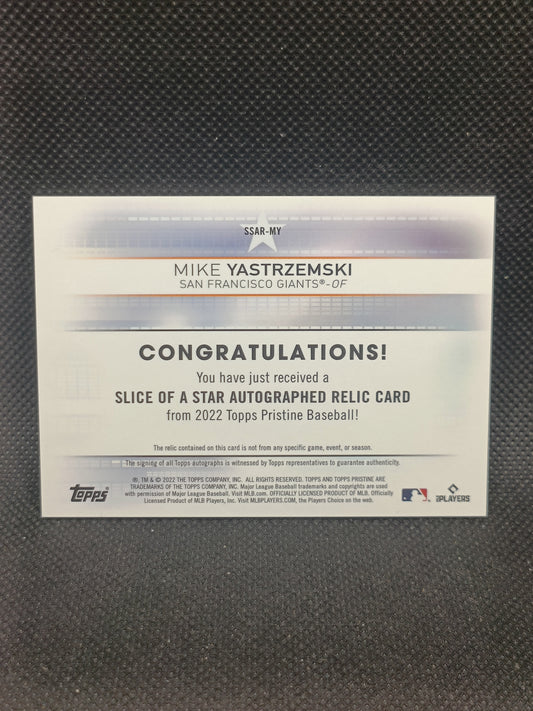 SSAR-MY
MIKE YASTRZEMSKI
SAN FRANCISCO GIANTS®-OF
CONGRATULATIONS!
You have just received a
SLICE OF A STAR AUTOGRAPHED RELIC CARD
from 2022 Topps Pristine Baseball!
The relic contained on this card is not from any specific game, event, or season.
The signing of all Topps autographs is witnessed by Topps representatives to guarantee authenticity.
®, TM & © 2022 THE TOPPS COMPANY, INC. ALL RIGHTS RESERVED. TOPPS AND TOPPS PRISTINE ARE
TRADEMARKS OF THE TOPPS COMPANY, INC. Major League Baseball trademarks and copyrights are used
with permission of Major League Baseball. Visit MLB.com. OFFICIALLY LICENSED PRODUCT OF MLB. Officially
Licensed Product of MLB Players, Inc. Visit MLBPLAYERS.COM, the Players Choice on the web.
Topps
PLAYERS